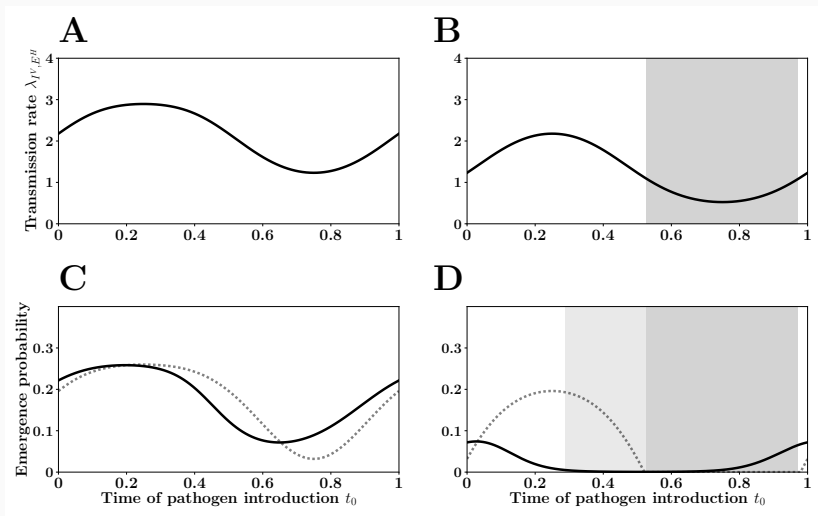 A
B
Transmission rate λ_{I^V,E^H}
4
3
2
1
0
0 0.2 0.4 0.6 0.8 1
4
3
2
1
0
0 0.2 0.4 0.6 0.8 1
C
D
Emergence probability
0.3
0.2
0.1
0
0 0.2 0.4 0.6 0.8 1
Time of pathogen introduction t_0
0.3
0.2
0.1
0
0 0.2 0.4 0.6 0.8 1
Time of pathogen introduction t_0